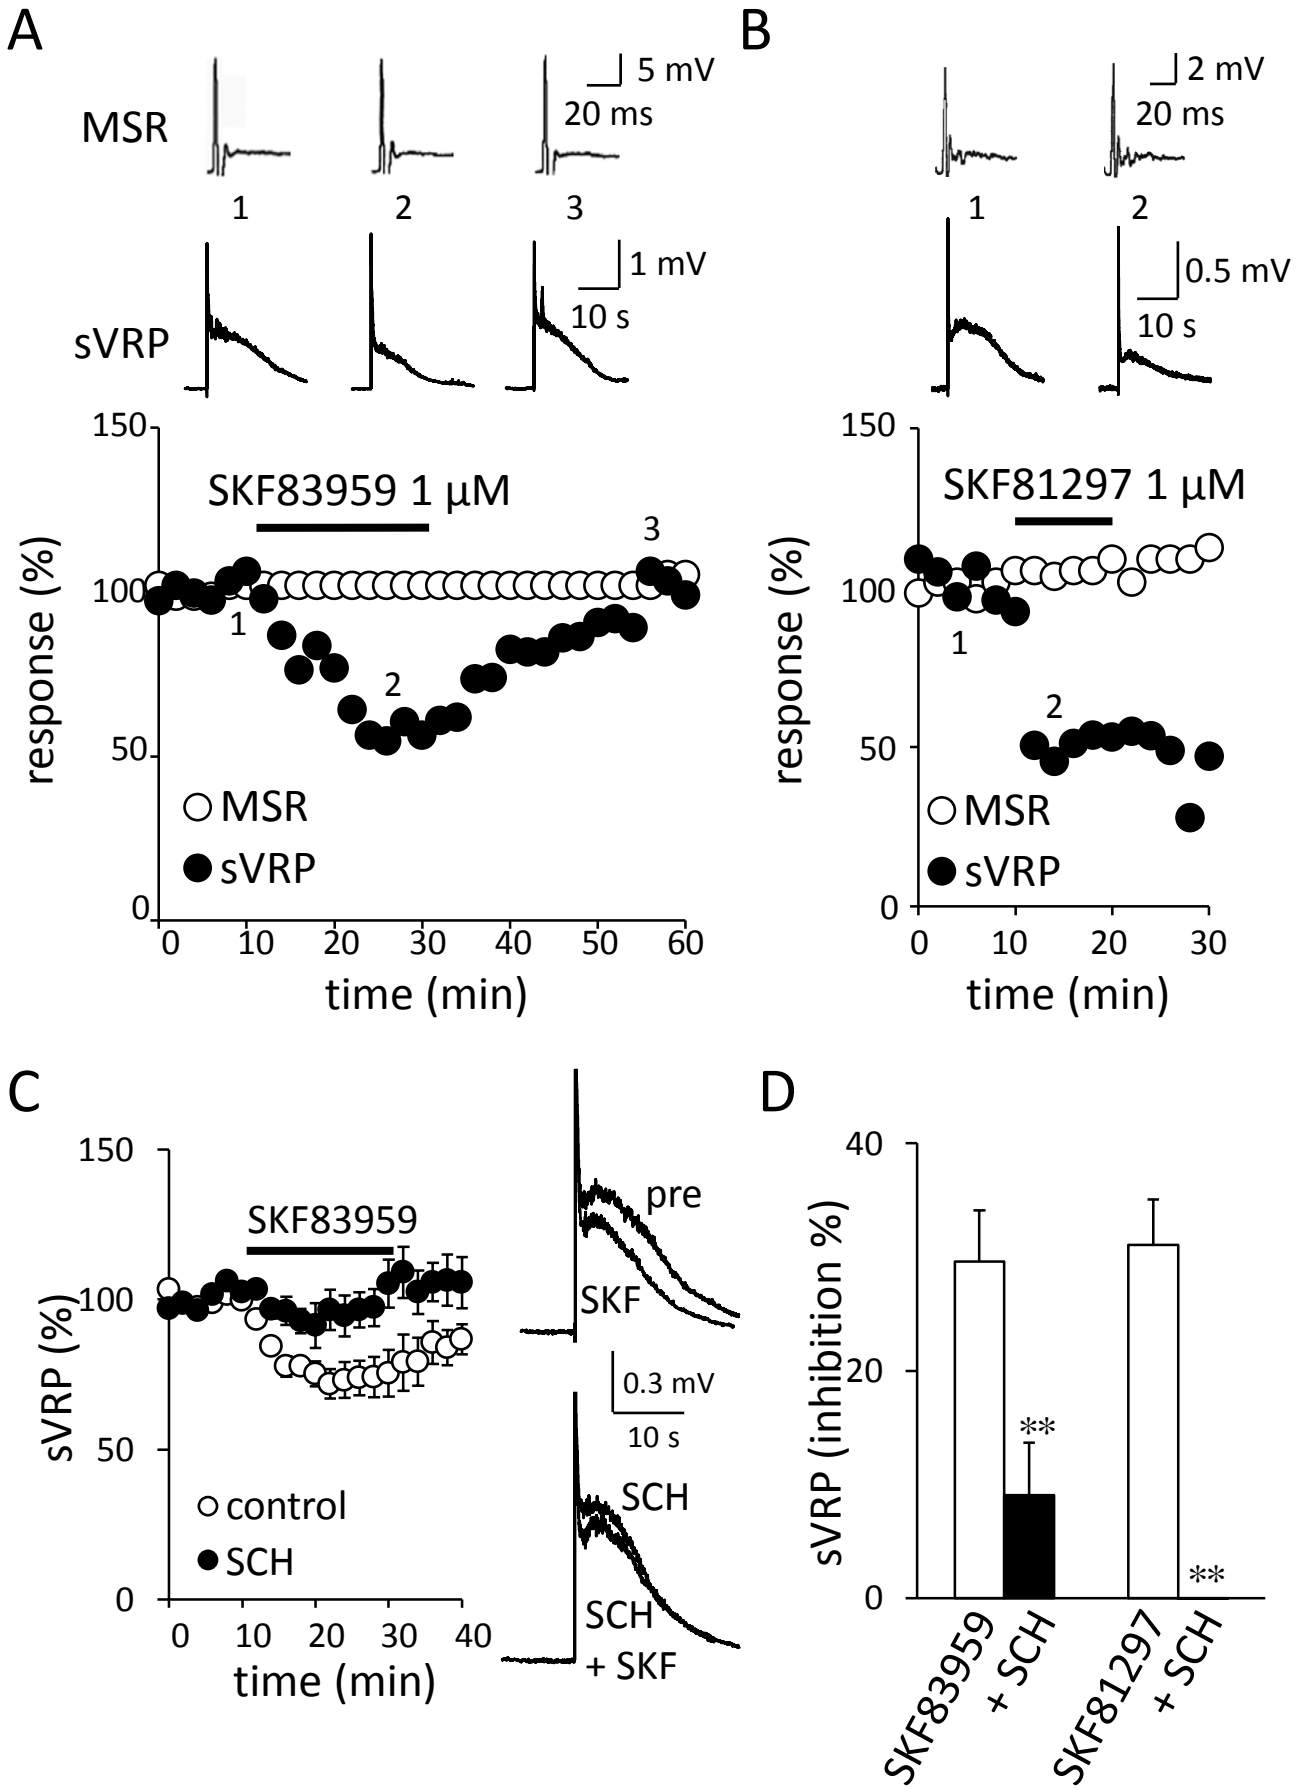 A
MSR
5 mV
20 ms
1
2
3
sVRP
1 mV
10 s
150
100
50
0
response (%)
SKF83959 1 μM
1
2
3
MSR
sVRP
0
10
20
30
40
50
60
time (min)
B
2 mV
20 ms
1
2
0.5 mV
10 s
150
100
50
0
response (%)
SKF81297 1 μM
1
2
MSR
sVRP
0
10
20
30
time (min)
C
150
100
50
0
sVRP (%)
SKF83959
control
SCH
0
10
20
30
40
time (min)
pre
SKF
0.3 mV
10 s
SCH
SCH
+ SKF
D
40
20
0
sVRP (inhibition %)
**
**
SKF83959
+ SCH
SKF81297
+ SCH